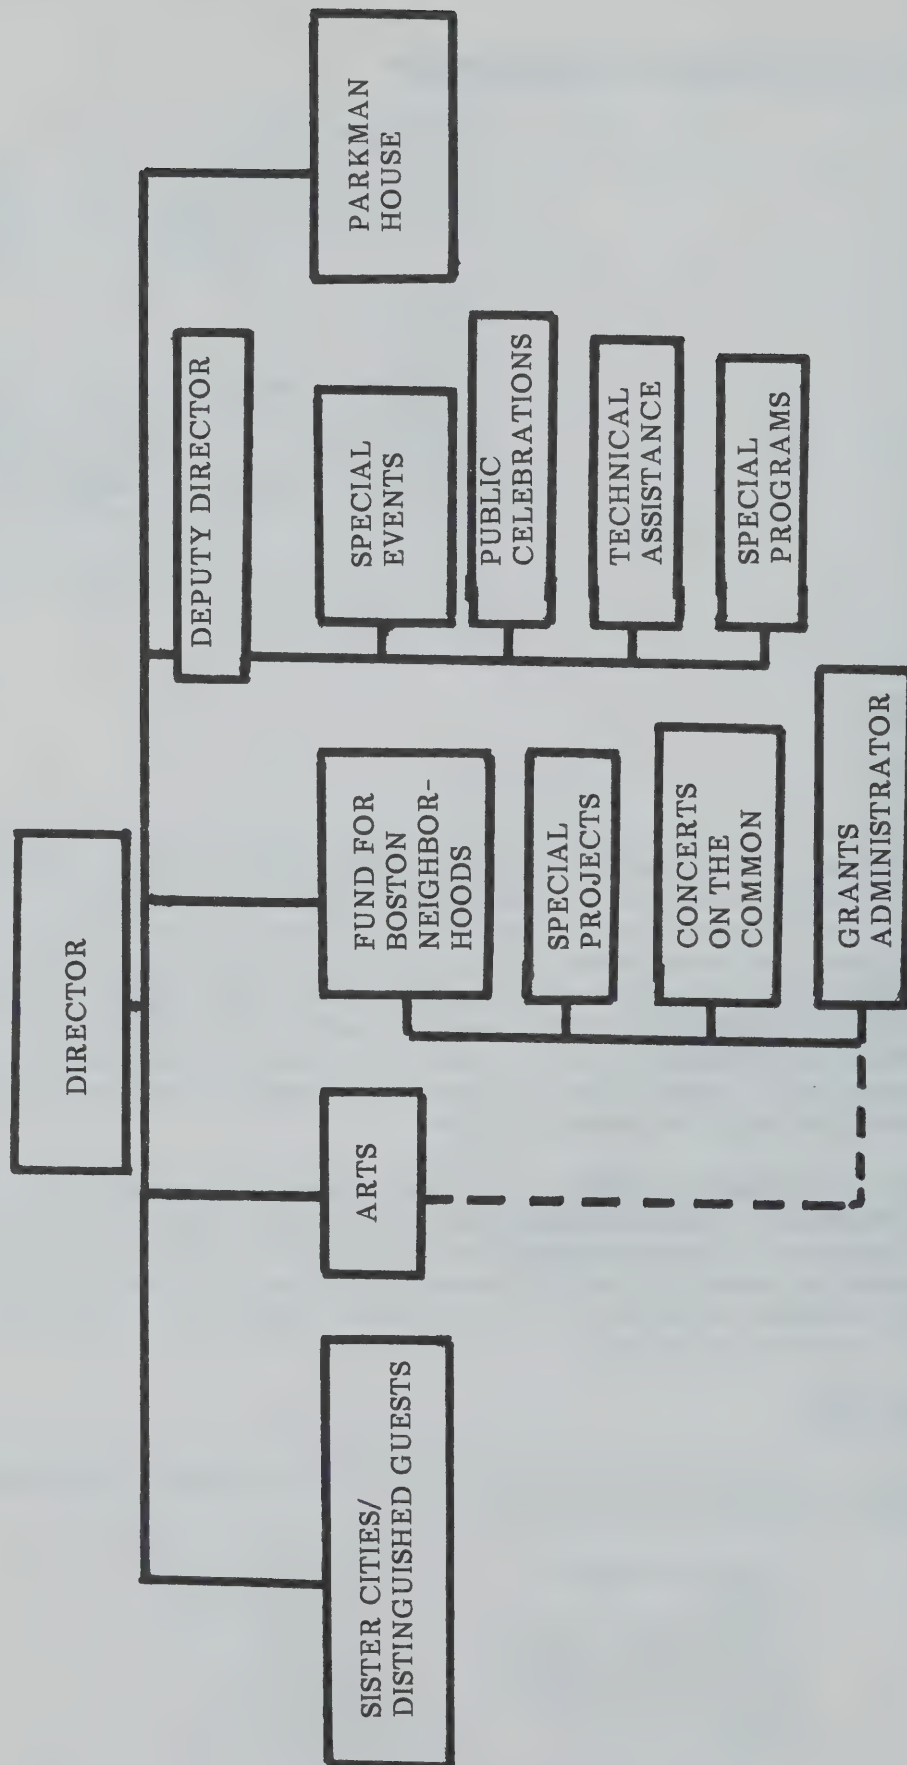 DIRECTOR
SISTER CITIES/
DISTINGUISHED GUESTS
ARTS
FUND FOR
BOSTON
NEIGHBOR-
HOODS
SPECIAL
PROJECTS
CONCERTS
ON THE
COMMON
GRANTS
ADMINISTRATOR
DEPUTY DIRECTOR
SPECIAL
EVENTS
PUBLIC
CELEBRATIONS
TECHNICAL
ASSISTANCE
SPECIAL
PROGRAMS
PARKMAN
HOUSE